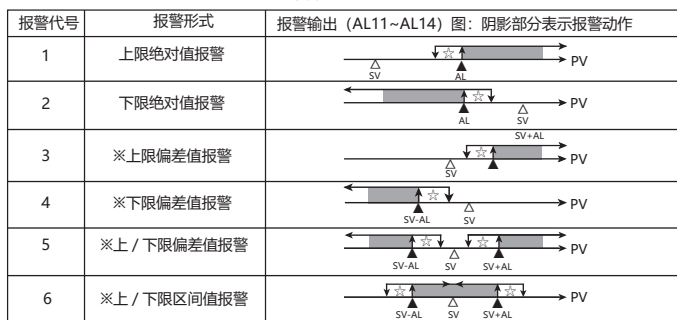 报警代号 报警形式 报警输出（AL11~AL14）图：阴影部分表示报警动作
1 上限绝对值报警 ☆ PV
SV AL
2 下限绝对值报警 ☆ PV
AL SV
SV+AL
3 ※上限偏差值报警 ☆ PV
SV
4 ※下限偏差值报警 ☆ PV
SV-AL SV
5 ※上 / 下限偏差值报警 ☆ ☆ PV
SV-AL SV SV+AL
6 ※上 / 下限区间值报警 ☆ ☆ PV
SV-AL SV SV+AL